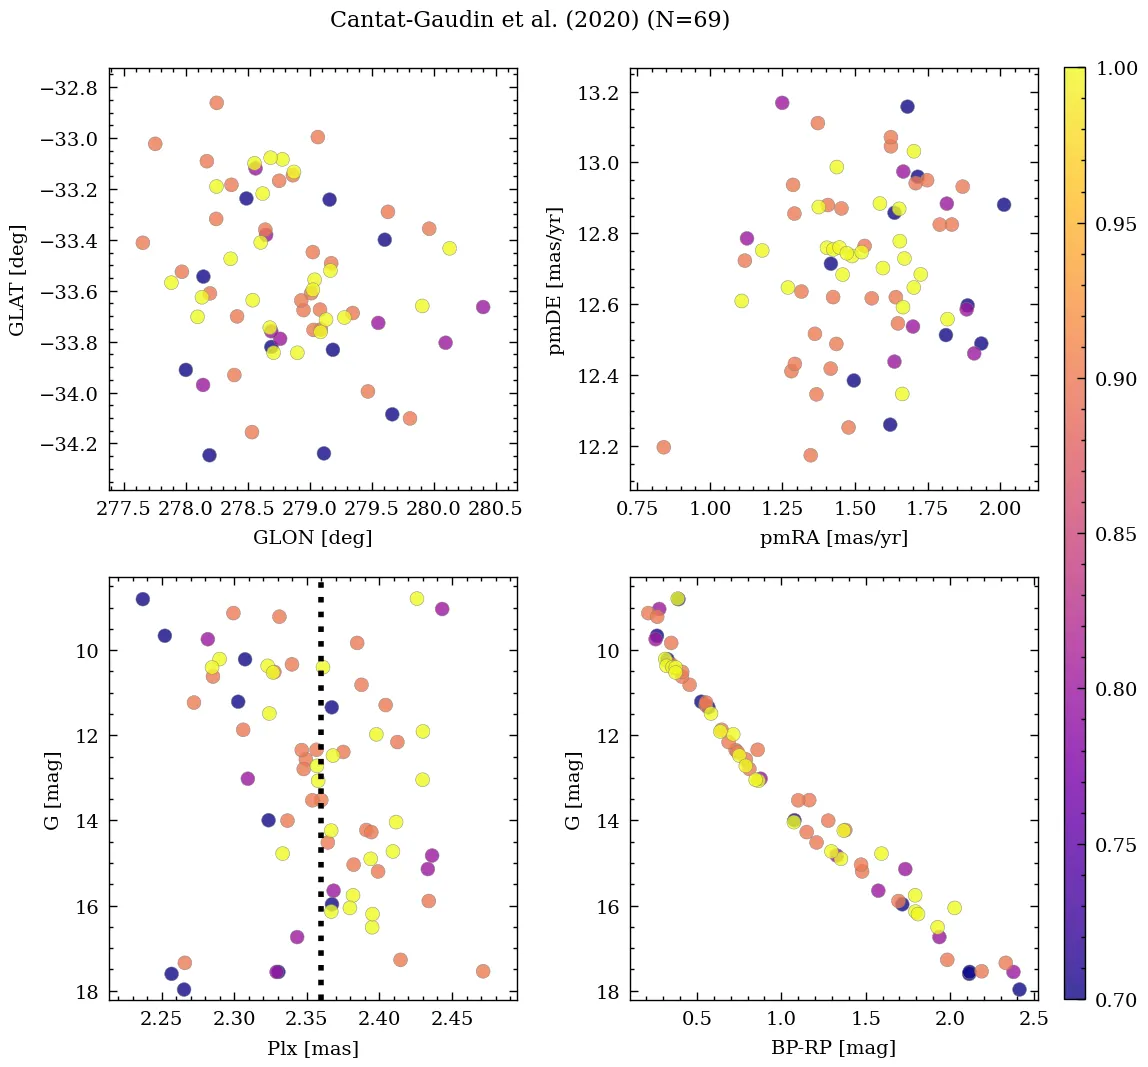 Cantat-Gaudin et al. (2020) (N=69)
−32.8
−33.0
−33.2
−33.4
−33.6
−33.8
−34.0
−34.2
GLAT [deg]
277.5 278.0 278.5 279.0 279.5 280.0 280.5
GLON [deg]
13.2
13.0
12.8
12.6
12.4
12.2
pmDE [mas/yr]
0.75 1.00 1.25 1.50 1.75 2.00
pmRA [mas/yr]
10
12
14
16
18
G [mag]
2.25 2.30 2.35 2.40 2.45
Plx [mas]
10
12
14
16
18
G [mag]
0.5 1.0 1.5 2.0 2.5
BP-RP [mag]
1.00
0.95
0.90
0.85
0.80
0.75
0.70